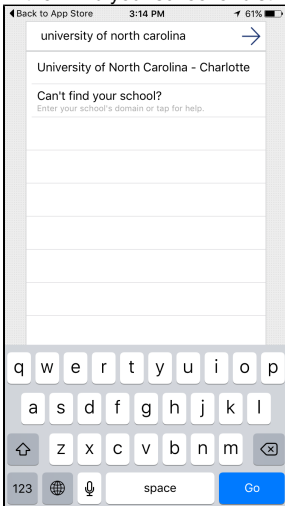 Back to App Store 3:14 PM 61%
university of north carolina
University of North Carolina - Charlotte
Can't find your school?
Enter your school's domain or tap for help.
q w e r t y u i o p
a s d f g h j k l
z x c v b n m
123 space Go